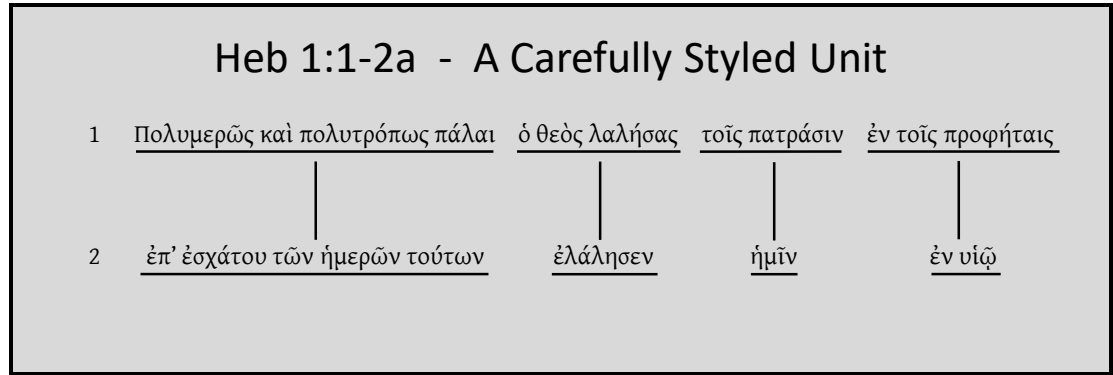 Heb 1:1-2a - A Carefully Styled Unit
1 Πολυμερῶς καὶ πολυτρόπως πάλαι ὁ θεὸς λαλήσας τοῖς πατράσιν ἐν τοῖς προφήταις
2 ἐπ’ ἐσχάτου τῶν ἡμερῶν τούτων ἐλάλησεν ἡμῖν ἐν υἱῷ